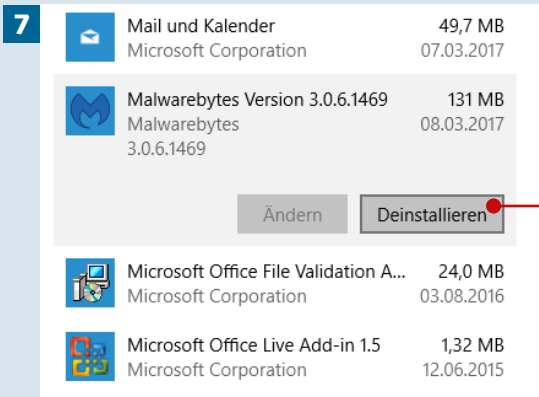 7
Mail und Kalender 49,7 MB
Microsoft Corporation 07.03.2017
Malwarebytes Version 3.0.6.1469 131 MB
Malwarebytes 08.03.2017
3.0.6.1469
Ändern Deinstallieren
Microsoft Office File Validation A... 24,0 MB
Microsoft Corporation 03.08.2016
Microsoft Office Live Add-in 1.5 1,32 MB
Microsoft Corporation 12.06.2015